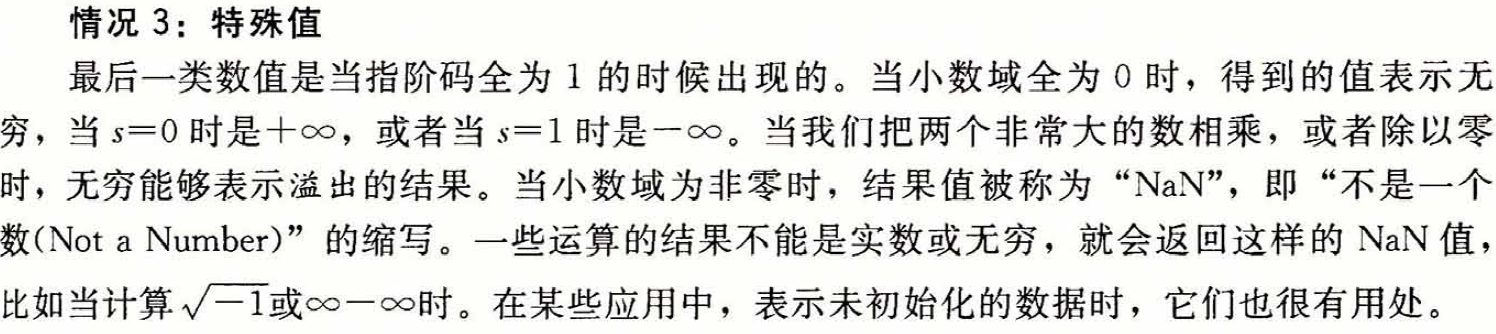 情况 3：特殊值
最后一类数值是当指阶码全为 1 的时候出现的。当小数域全为 0 时，得到的值表示无
穷，当 s=0 时是+∞，或者当 s=1 时是-∞。当我们把两个非常大的数相乘，或者除以零
时，无穷能够表示溢出的结果。当小数域为非零时，结果值被称为“NaN”，即“不是一个
数(Not a Number)”的缩写。一些运算的结果不能是实数或无穷，就会返回这样的 NaN 值，
比如当计算√-1或∞-∞时。在某些应用中，表示未初始化的数据时，它们也很有用处。